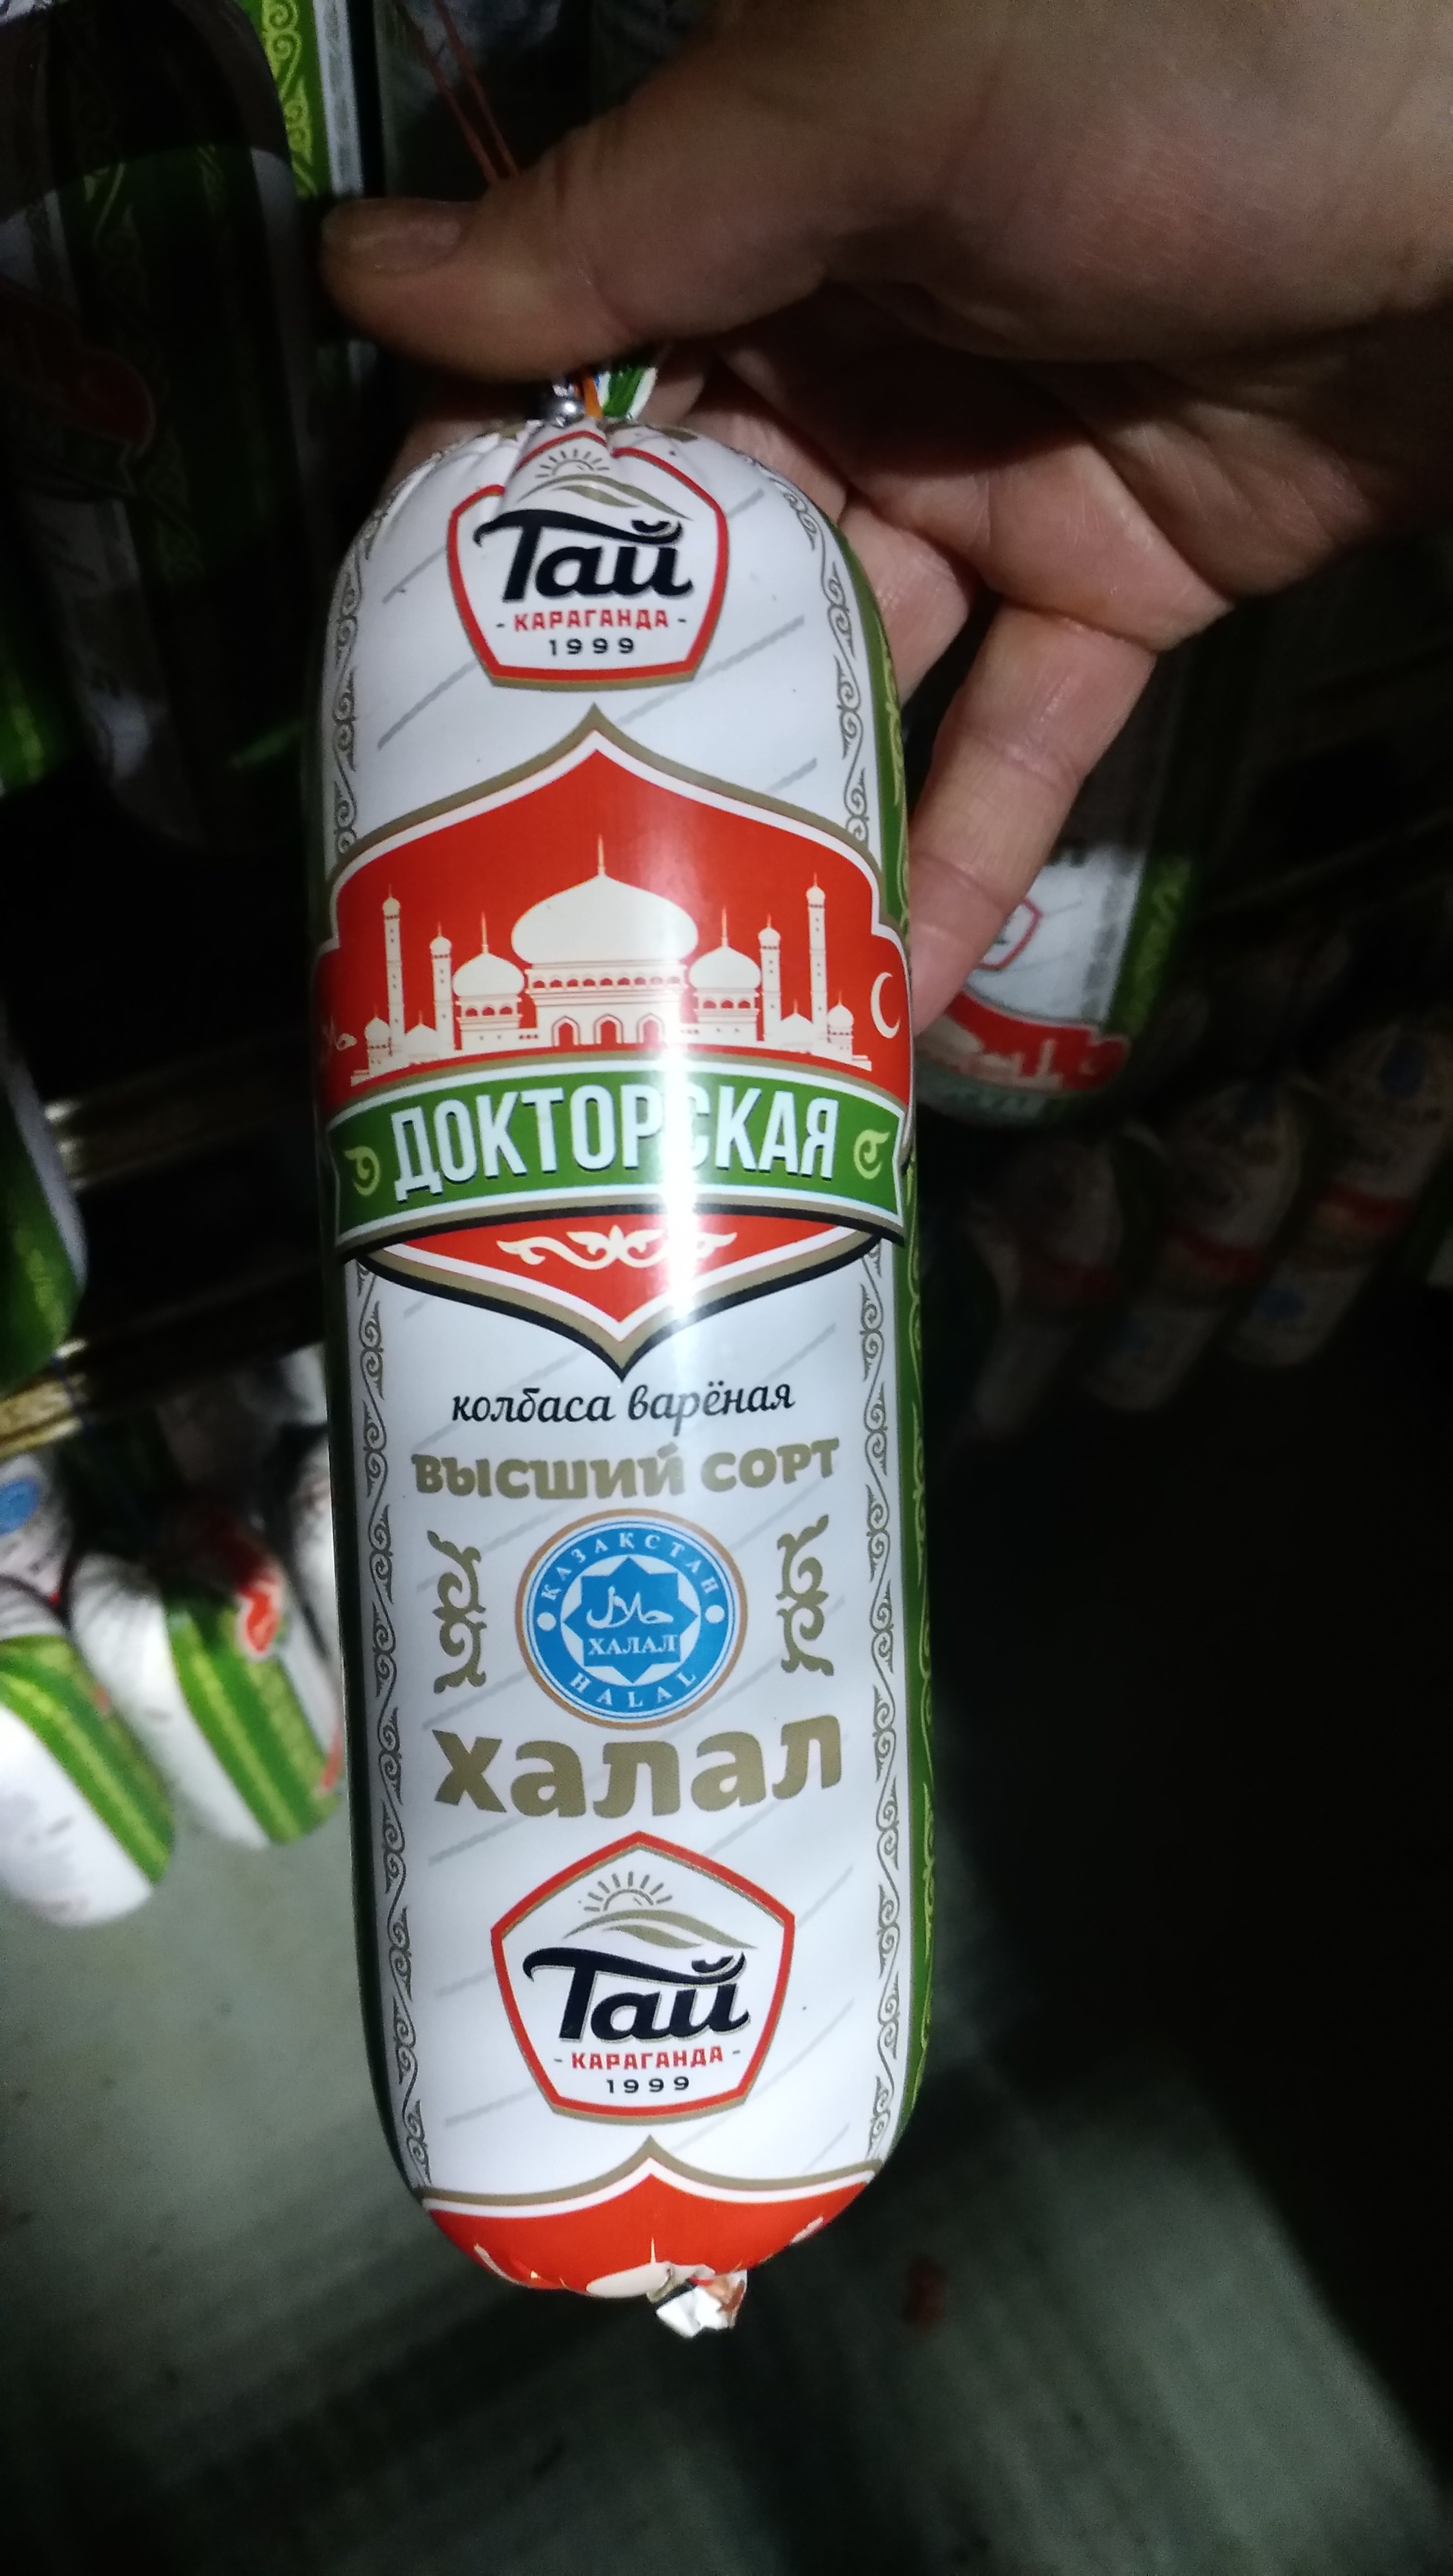 Тай
- КАРАГАНДА -
1999
ДОКТОРСКАЯ
колбаса варёная
высший сорт
КАЗАКСТАН
حلال
ХАЛАЛ
HALAL
халал
Тай
- КАРАГАНДА -
1999